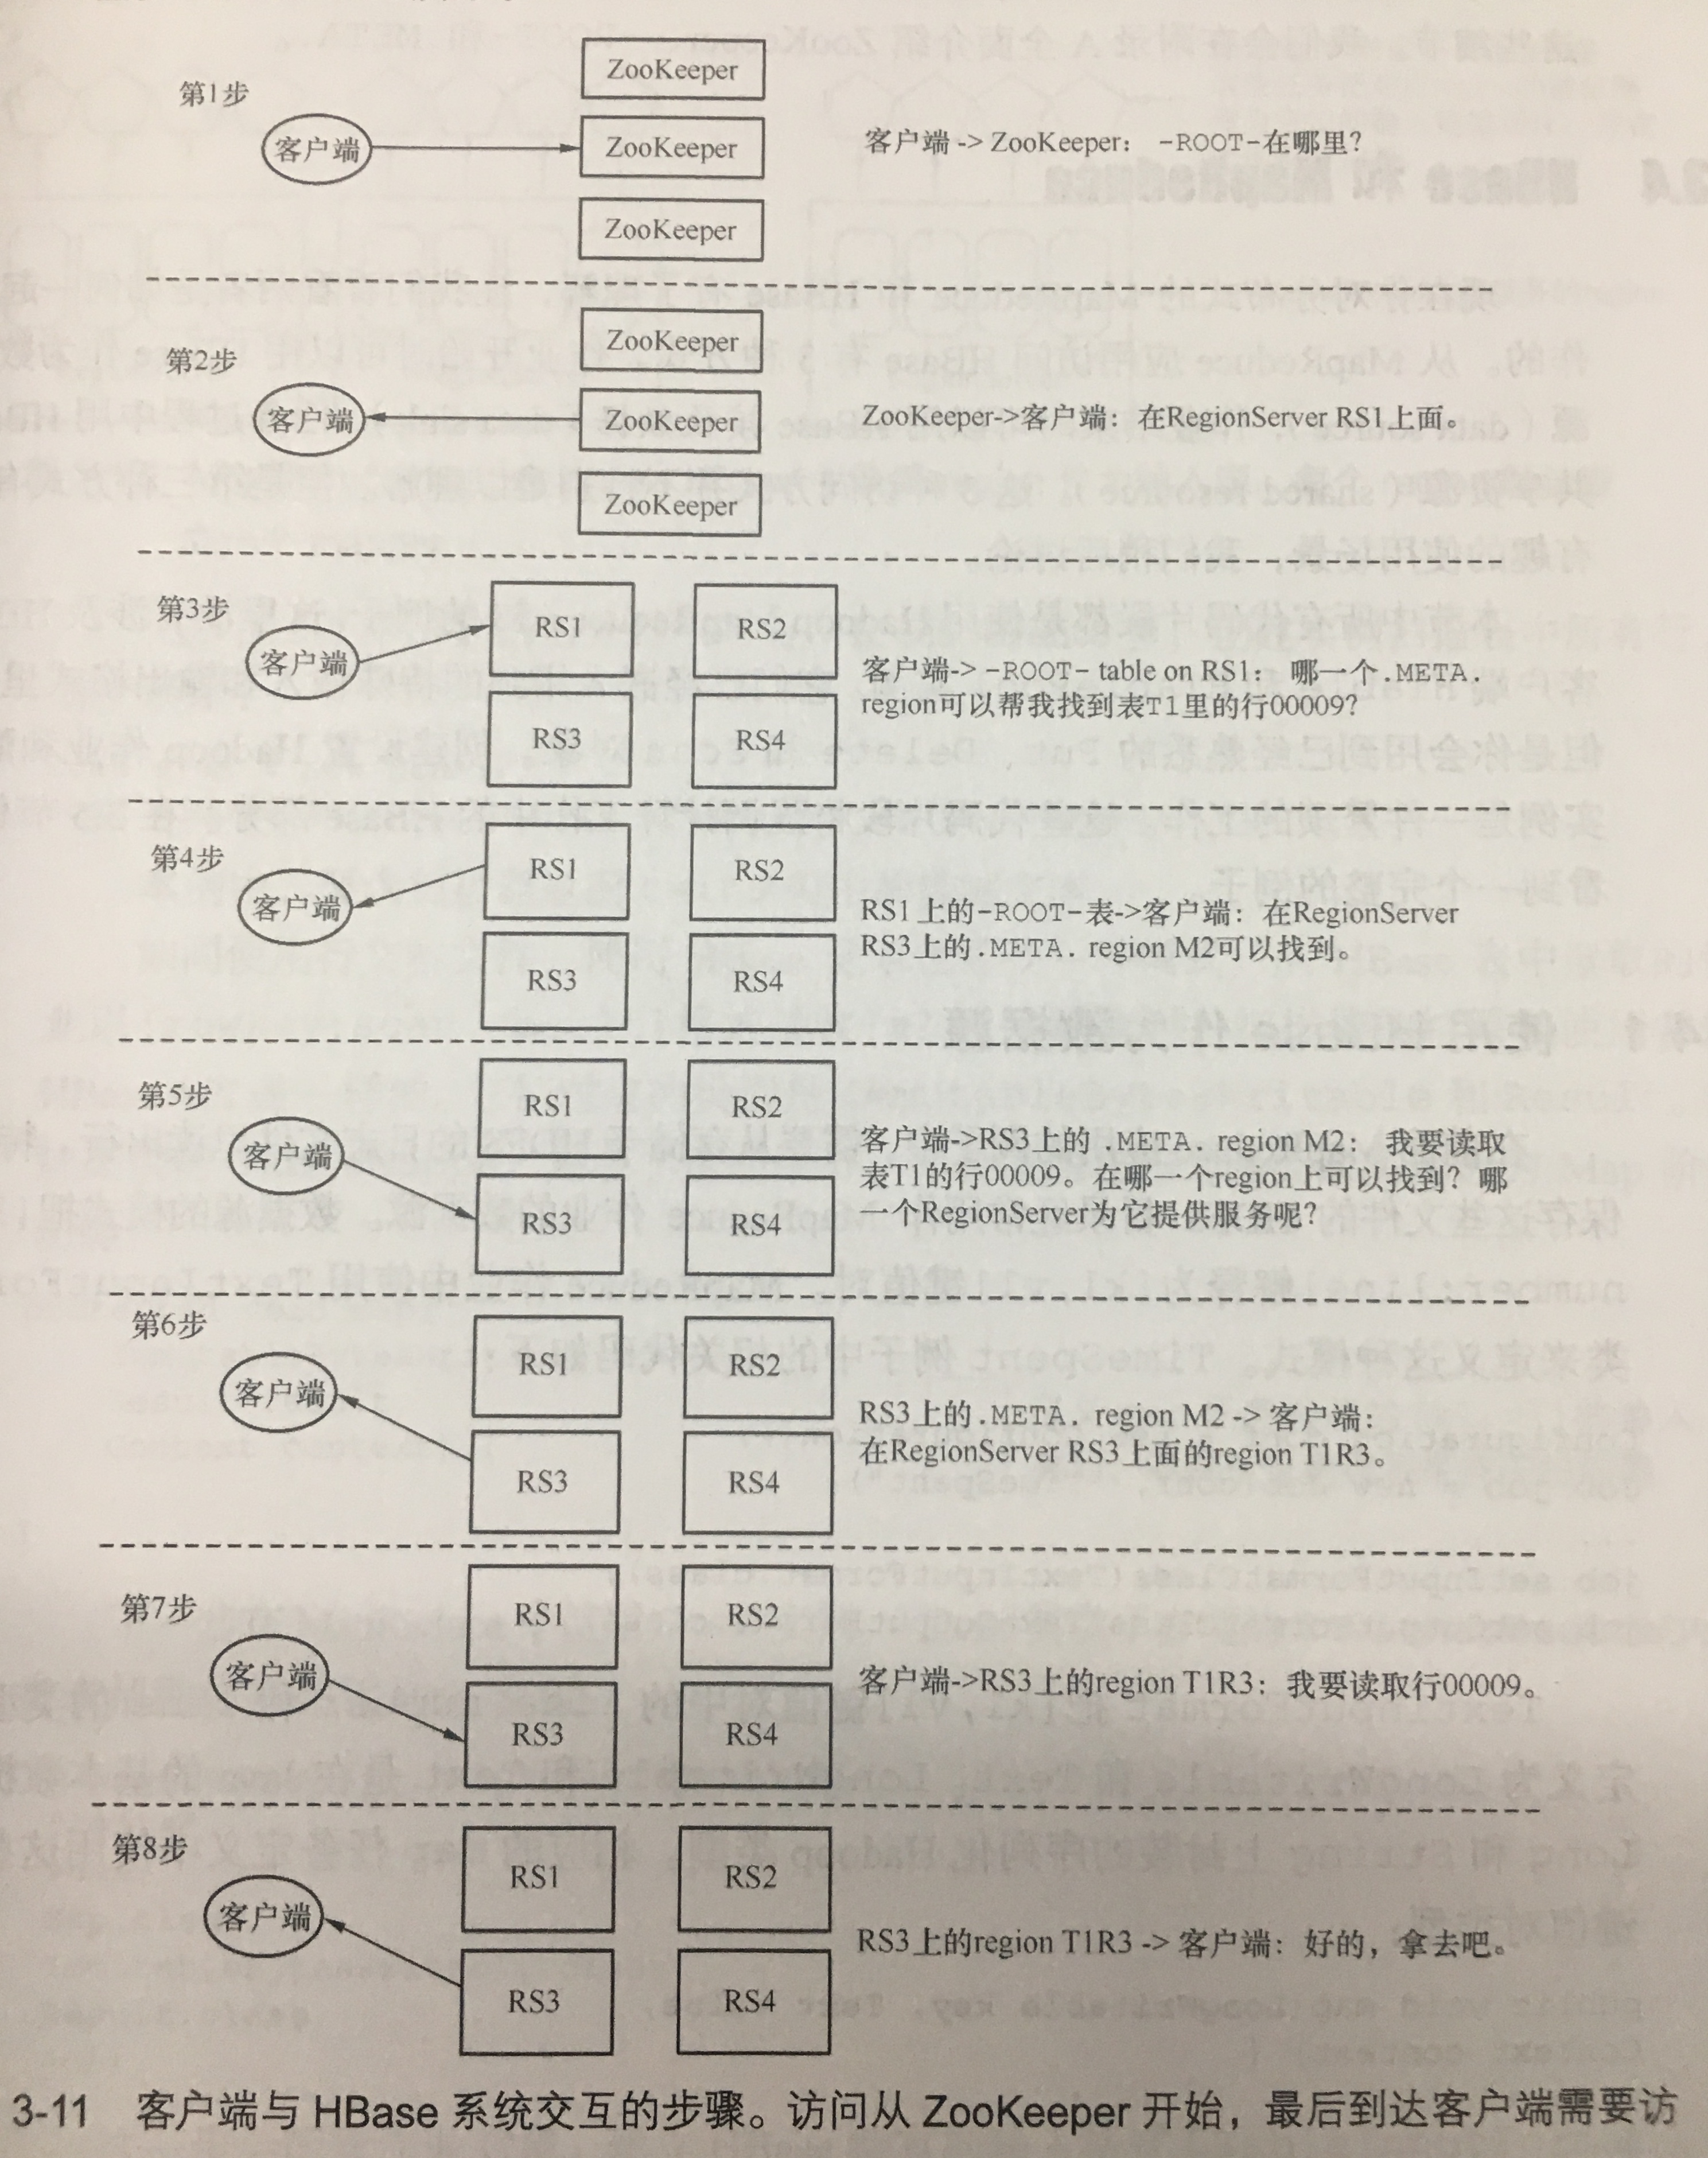 第1步
ZooKeeper
客户端
ZooKeeper
客户端 -> ZooKeeper: -ROOT-在哪里?
ZooKeeper
第2步
ZooKeeper
客户端
ZooKeeper
ZooKeeper->客户端: 在RegionServer RS1上面。
ZooKeeper
第3步
客户端
RS1
RS2
RS3
RS4
客户端-> -ROOT- table on RS1: 哪一个.META.
region可以帮我找到表T1里的行00009?
第4步
客户端
RS1
RS2
RS3
RS4
RS1上的-ROOT-表->客户端: 在RegionServer
RS3上的.META. region M2可以找到。
第5步
客户端
RS1
RS2
RS3
RS4
客户端->RS3上的 .META. region M2: 我要读取
表T1的行00009。在哪一个region上可以找到? 哪
一个RegionServer为它提供服务呢?
第6步
客户端
RS1
RS2
RS3
RS4
RS3上的.META. region M2 -> 客户端:
在RegionServer RS3上面的region T1R3。
第7步
客户端
RS1
RS2
RS3
RS4
客户端->RS3上的region T1R3: 我要读取行00009。
第8步
客户端
RS1
RS2
RS3
RS4
RS3上的region T1R3 -> 客户端: 好的, 拿去吧。
3-11 客户端与 HBase 系统交互的步骤。访问从 ZooKeeper 开始, 最后到达客户端需要访